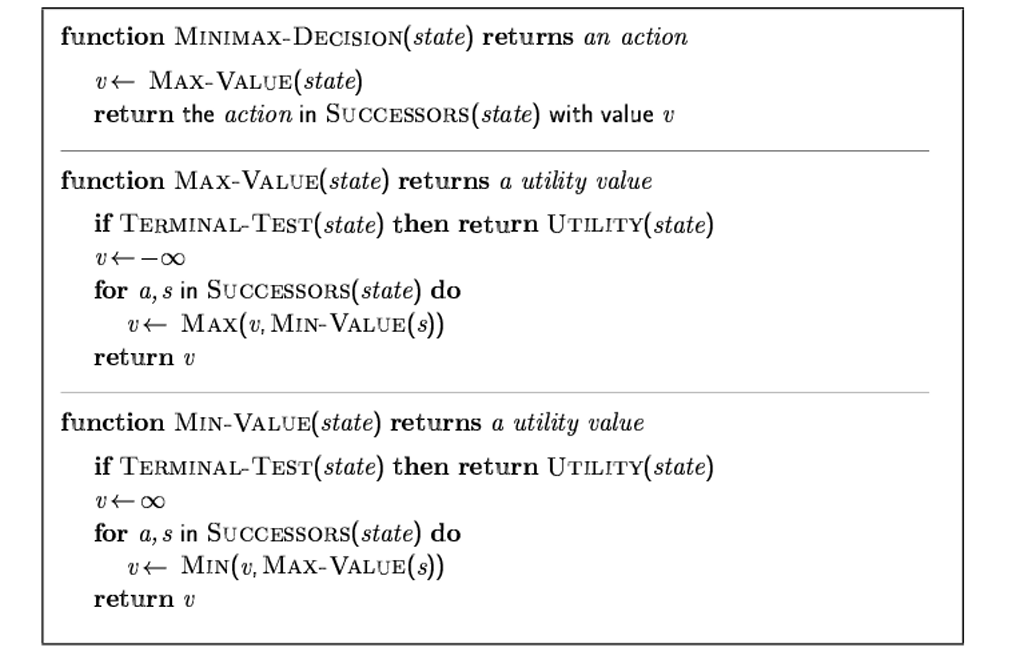 function MINIMAX-DECISION(state) returns an action
v← MAX-VALUE(state)
return the action in SUCCESSORS(state) with value v
function MAX-VALUE(state) returns a utility value
if TERMINAL-TEST(state) then return UTILITY(state)
v←−∞
for a, s in SUCCESSORS(state) do
v← MAX(v, MIN-VALUE(s))
return v
function MIN-VALUE(state) returns a utility value
if TERMINAL-TEST(state) then return UTILITY(state)
v←∞
for a, s in SUCCESSORS(state) do
v← MIN(v, MAX-VALUE(s))
return v